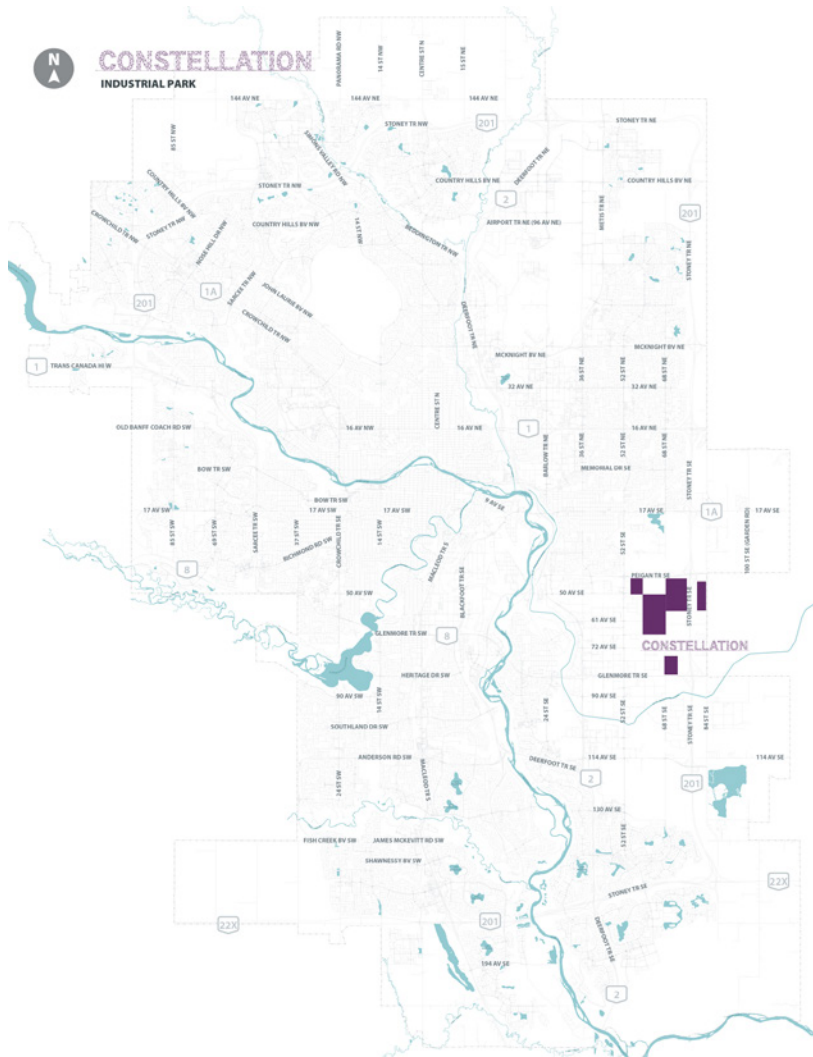 N
CONSTELLATION
INDUSTRIAL PARK
PANORAMA RD NW
14 ST NW
CENTRE ST N
15 ST NE
144 AV NE
144 AV NE
144 AV NE
85 ST NW
SIMONS VALLEY RD NW
STONEY TR NW
201
STONEY TR NE
DEERFOOT TR NE
COUNTRY HILLS BV NW
STONEY TR NW
COUNTRY HILLS BV NE
COUNTRY HILLS BV NE
2
METIS TR NE
201
CROWCHILD TR NW
STONEY TR NW
NOSE HILL DR NW
COUNTRY HILLS BV NW
14 ST NW
BEDDINGTON TR NW
AIRPORT TR NE (96 AV NE)
STONEY TR NE
201
1A
SARCEE TR NW
JOHN LAURIE BV NW
CROWCHILD TR NW
DEERFOOT TR NE
1
TRANS CANADA HI W
MCKNIGHT BV NE
MCKNIGHT BV NE
32 AV NE
36 ST NE
52 ST NE
68 ST NE
32 AV NE
OLD BANFF COACH RD SW
16 AV NW
CENTRE ST N
16 AV NE
1
BARLOW TR NE
36 ST NE
52 ST NE
68 ST NE
16 AV NE
BOW TR SW
MEMORIAL DR SE
STONEY TR SE
BOW TR SW
9 AV SE
17 AV SW
17 AV SW
17 AV SW
17 AV SE
1A
17 AV SE
85 ST SW
69 ST SW
SARCEE TR SW
37 ST SW
CROWCHILD TR SE
14 ST SW
RICHMOND RD SW
MACLEOD TR S
52 ST SE
100 ST SE (GARDEN RD)
8
PEIGAN TR SE
50 AV SW
BLACKFOOT TR SE
50 AV SE
STONEY TR SE
61 AV SE
GLENMORE TR SW
8
72 AV SE
CONSTELLATION
HERITAGE DR SW
GLENMORE TR SE
90 AV SW
14 ST SW
24 ST SE
90 AV SE
52 ST SE
68 ST SE
STONEY TR SE
84 ST SE
SOUTHLAND DR SW
ANDERSON RD SW
MACLEOD TR S
DEERFOOT TR SE
114 AV SE
114 AV SE
24 ST SW
2
201
130 AV SE
52 ST SE
FISH CREEK BV SW
JAMES MCKEVITT RD SW
SHAWNESSY BV SW
STONEY TR SE
22X
22X
201
DEERFOOT TR SE
194 AV SE
2